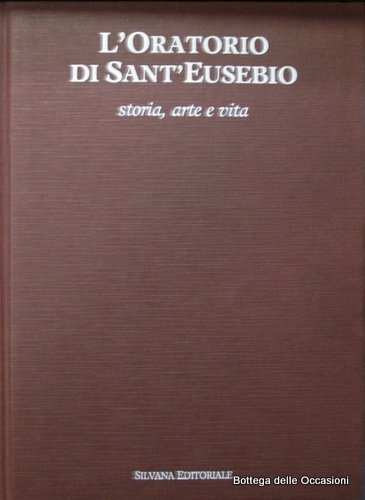 L'ORATORIO
DI SANT'EUSEBIO
storia, arte e vita
SILVANA EDITORIALE
Bottega delle Occasioni